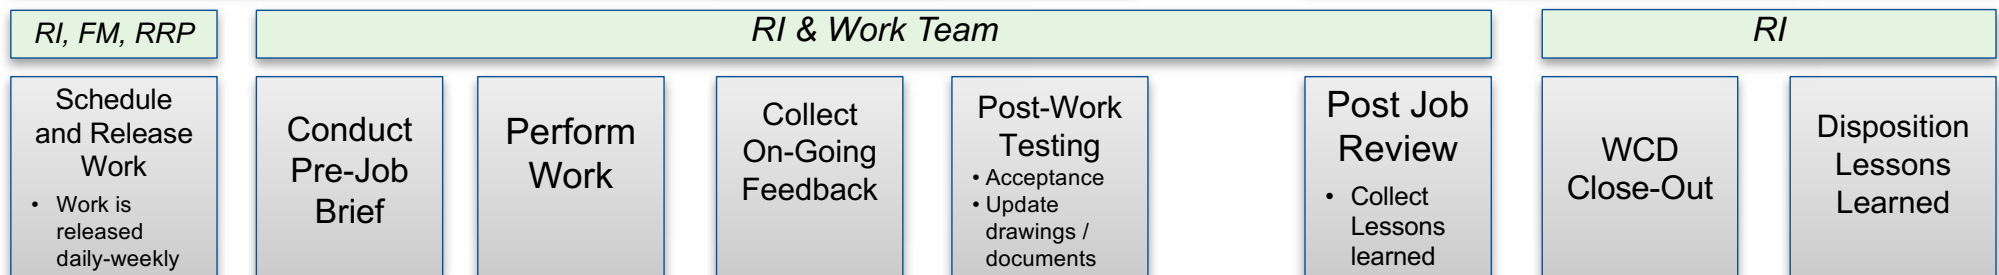 RI, FM, RRP
RI & Work Team
RI
Schedule
and Release
Work
• Work is
released
daily-weekly
Conduct
Pre-Job
Brief
Perform
Work
Collect
On-Going
Feedback
Post-Work
Testing
• Acceptance
• Update
drawings /
documents
Post Job
Review
• Collect
Lessons
learned
WCD
Close-Out
Disposition
Lessons
Learned